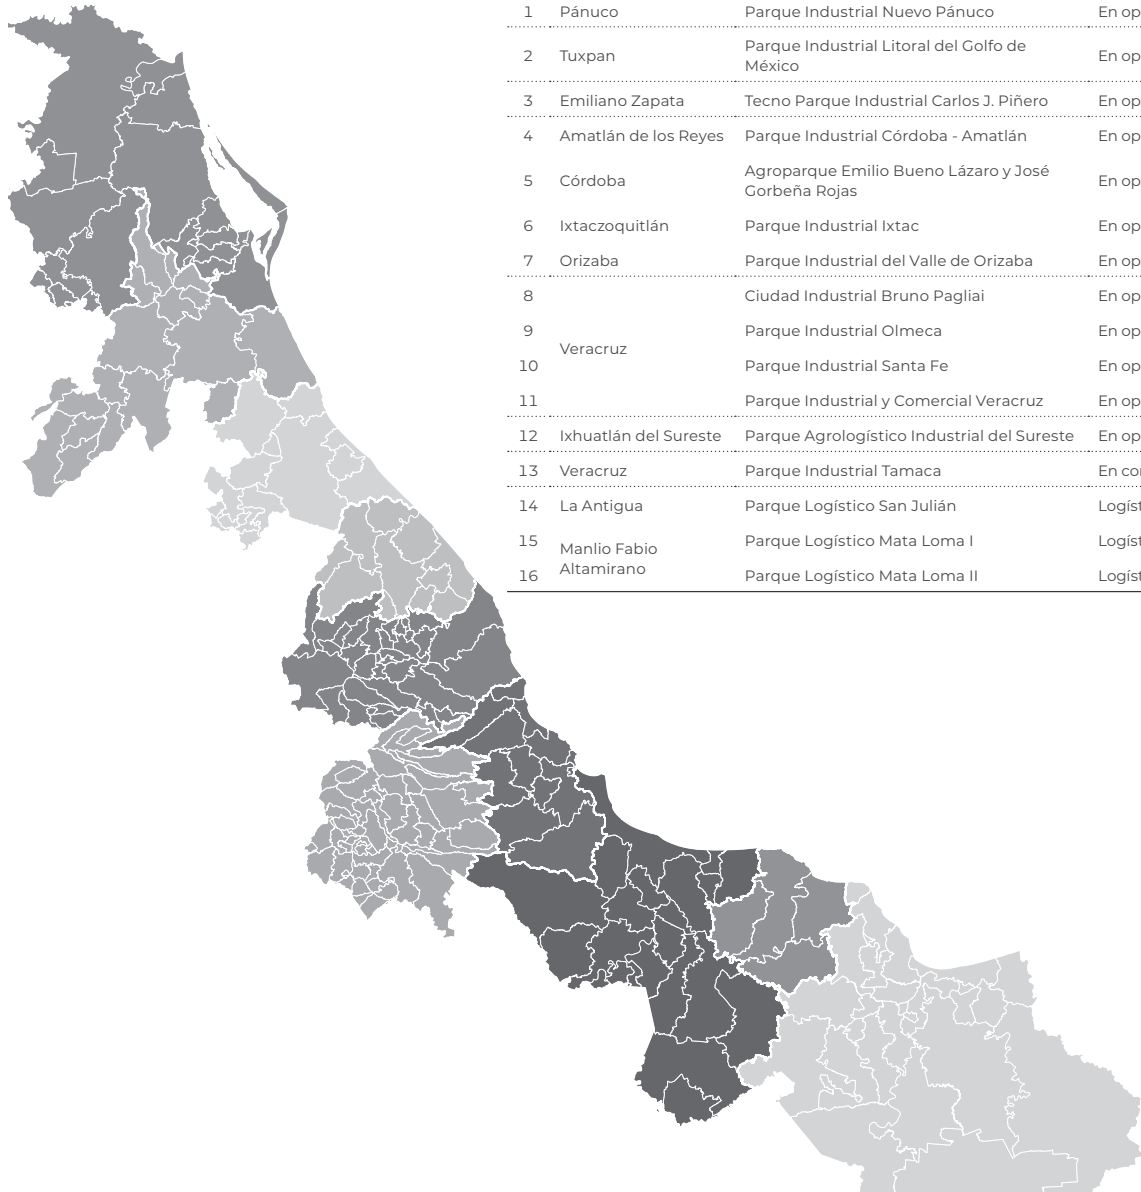 1 Pánuco Parque Industrial Nuevo Pánuco En op
2 Tuxpan Parque Industrial Litoral del Golfo de
México En op
3 Emiliano Zapata Tecno Parque Industrial Carlos J. Piñero En op
4 Amatlán de los Reyes Parque Industrial Córdoba - Amatlán En op
5 Córdoba Agroparque Emilio Bueno Lázaro y José
Gorbeña Rojas En op
6 Ixtaczoquitlán Parque Industrial Ixtac En op
7 Orizaba Parque Industrial del Valle de Orizaba En op
8 Ciudad Industrial Bruno Pagliai En op
9 Parque Industrial Olmeca En op
Veracruz
10 Parque Industrial Santa Fe En op
11 Parque Industrial y Comercial Veracruz En op
12 Ixhuatlán del Sureste Parque Agrologístico Industrial del Sureste En op
13 Veracruz Parque Industrial Tamaca En con
14 La Antigua Parque Logístico San Julián Logíst
15 Manlio Fabio Parque Logístico Mata Loma I Logíst
Altamirano
16 Parque Logístico Mata Loma II Logíst